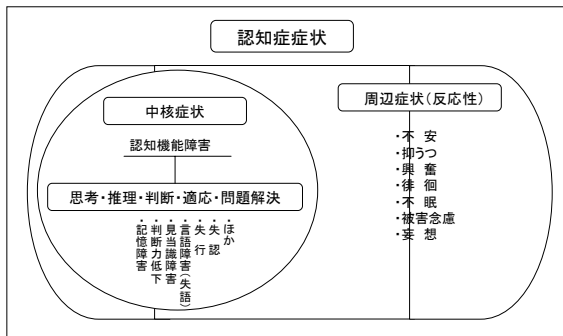 認知症症状
中核症状
認知機能障害
思考・推理・判断・適応・問題解決
・記憶障害
・判断力低下
・見当識障害
・言語障害(失語)
・失行
・失認
・ほか
周辺症状(反応性)
・不安
・抑うつ
・興奮
・徘徊
・不眠
・被害念慮
・妄想